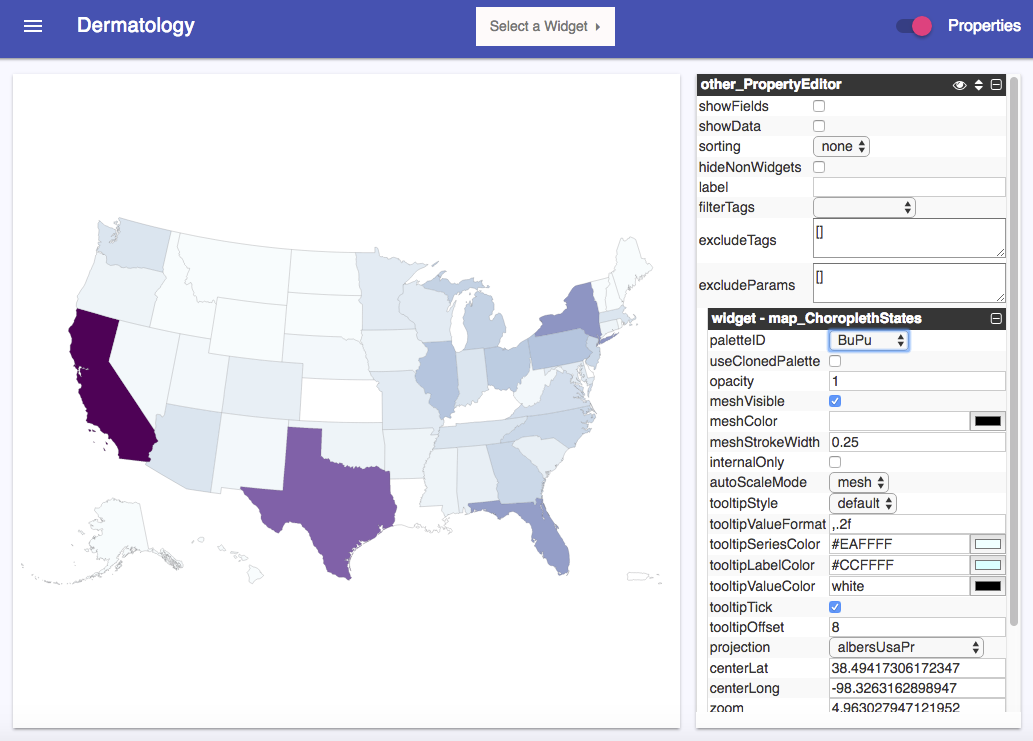 Dermatology
Select a Widget
Properties
other_PropertyEditor
showFields
showData
sorting none
hideNonWidgets
label
filterTags
excludeTags []
excludeParams []
widget - map_ChoroplethStates
paletteID BuPu
useClonedPalette
opacity 1
meshVisible
meshColor
meshStrokeWidth 0.25
internalOnly
autoScaleMode mesh
tooltipStyle default
tooltipValueFormat ,.2f
tooltipSeriesColor #EAFFFF
tooltipLabelColor #CCFFFF
tooltipValueColor white
tooltipTick
tooltipOffset 8
projection albersUsaPr
centerLat 38.49417306172347
centerLong -98.3263162898947
zoom 4.963027947121952